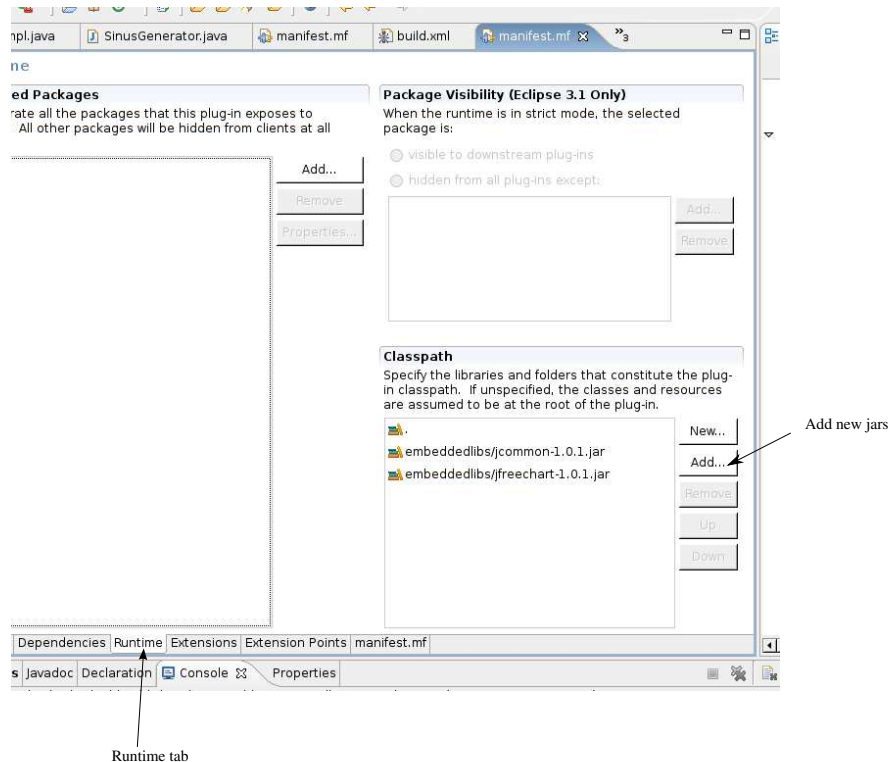 npl.java SinusGenerator.java manifest.mf build.xml manifest.mf »3
ne
ed Packages
rate all the packages that this plug-in exposes to
All other packages will be hidden from clients at all
Add...
Remove
Properties...
Package Visibility (Eclipse 3.1 Only)
When the runtime is in strict mode, the selected
package is:
visible to downstream plug-ins
hidden from all plug-ins except:
Add...
Remove
Classpath
Specify the libraries and folders that constitute the plug-
in classpath. If unspecified, the classes and resources
are assumed to be at the root of the plug-in.
.
embeddedlibs/jcommon-1.0.1.jar
embeddedlibs/jfreechart-1.0.1.jar
New...
Add...
Remove
Up
Down
Add new jars
Dependencies Runtime Extensions Extension Points manifest.mf
s Javadoc Declaration Console Properties
Runtime tab